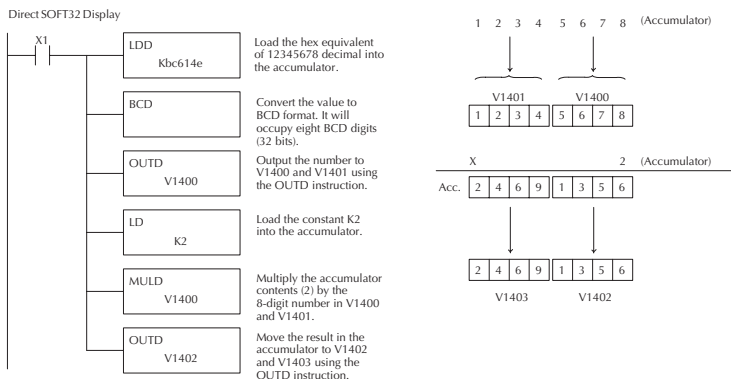 Direct SOFT32 Display
X1
LDD
Kbc614e
Load the hex equivalent
of 12345678 decimal into
the accumulator.
BCD
Convert the value to
BCD format. It will
occupy eight BCD digits
(32 bits).
OUTD
V1400
Output the number to
V1400 and V1401 using
the OUTD instruction.
LD
K2
Load the constant K2
into the accumulator.
MULD
V1400
Multiply the accumulator
contents (2) by the
8-digit number in V1400
and V1401.
OUTD
V1402
Move the result in the
accumulator to V1402
and V1403 using the
OUTD instruction.
1 2 3 4 5 6 7 8 (Accumulator)
V1401 V1400
1 2 3 4 5 6 7 8
X 2 (Accumulator)
Acc. 2 4 6 9 1 3 5 6
2 4 6 9 1 3 5 6
V1403 V1402